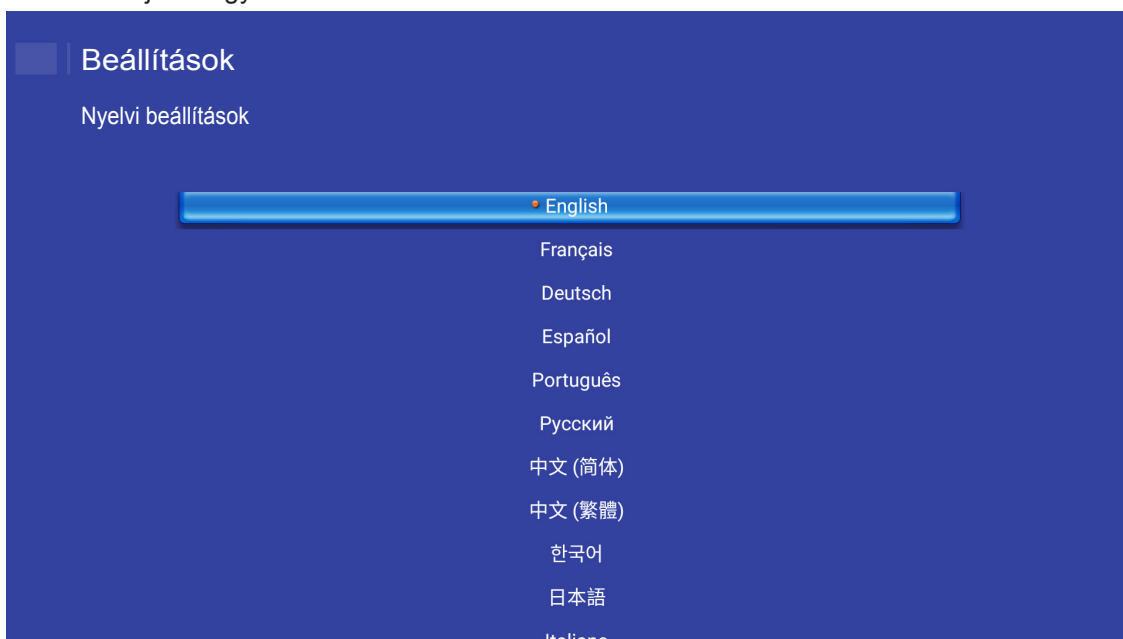 Beállítások
Nyelvi beállítások
English
Français
Deutsch
Español
Português
Русский
中文 (简体)
中文 (繁體)
한국어
日本語